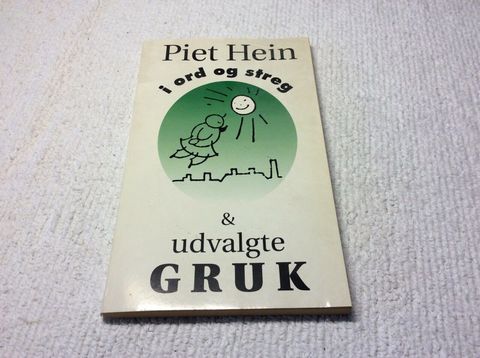 Piet Hein
i ord og streg
&
udvalgte
GRUK